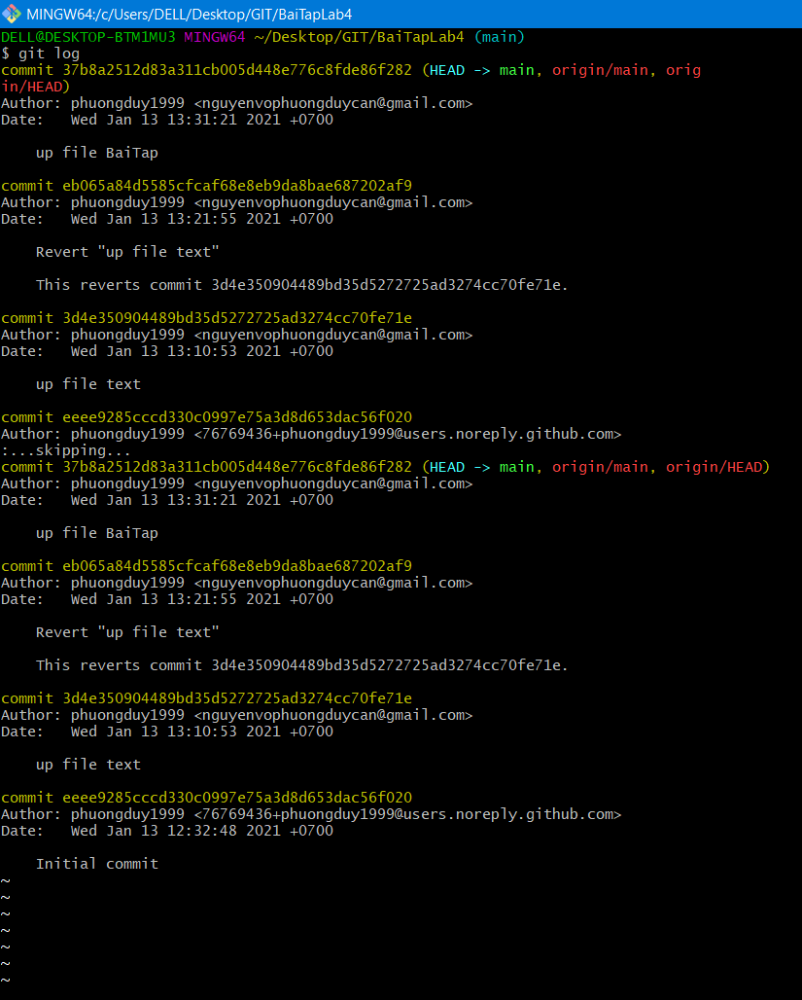 MINGW64:/c/Users/DELL/Desktop/GIT/BaiTapLab4
DELL@DESKTOP-BTM1MU3 MINGW64 ~/Desktop/GIT/BaiTapLab4 (main)
$ git log
commit 37b8a2512d83a311cb005d448e776c8fde86f282 (HEAD -> main, origin/main, orig
in/HEAD)
Author: phuongduy1999 <nguyenvophuongduycan@gmail.com>
Date:   Wed Jan 13 13:31:21 2021 +0700

    up file BaiTap

commit eb065a84d5585cfcaf68e8eb9da8bae687202af9
Author: phuongduy1999 <nguyenvophuongduycan@gmail.com>
Date:   Wed Jan 13 13:21:55 2021 +0700

    Revert "up file text"

    This reverts commit 3d4e350904489bd35d5272725ad3274cc70fe71e.

commit 3d4e350904489bd35d5272725ad3274cc70fe71e
Author: phuongduy1999 <nguyenvophuongduycan@gmail.com>
Date:   Wed Jan 13 13:10:53 2021 +0700

    up file text

commit eeee9285cccd330c0997e75a3d8d653dac56f020
Author: phuongduy1999 <76769436+phuongduy1999@users.noreply.github.com>
:...skipping...
commit 37b8a2512d83a311cb005d448e776c8fde86f282 (HEAD -> main, origin/main, origin/HEAD)
Author: phuongduy1999 <nguyenvophuongduycan@gmail.com>
Date:   Wed Jan 13 13:31:21 2021 +0700

    up file BaiTap

commit eb065a84d5585cfcaf68e8eb9da8bae687202af9
Author: phuongduy1999 <nguyenvophuongduycan@gmail.com>
Date:   Wed Jan 13 13:21:55 2021 +0700

    Revert "up file text"

    This reverts commit 3d4e350904489bd35d5272725ad3274cc70fe71e.

commit 3d4e350904489bd35d5272725ad3274cc70fe71e
Author: phuongduy1999 <nguyenvophuongduycan@gmail.com>
Date:   Wed Jan 13 13:10:53 2021 +0700

    up file text

commit eeee9285cccd330c0997e75a3d8d653dac56f020
Author: phuongduy1999 <76769436+phuongduy1999@users.noreply.github.com>
Date:   Wed Jan 13 12:32:48 2021 +0700

    Initial commit
~
~
~
~
~
~
~